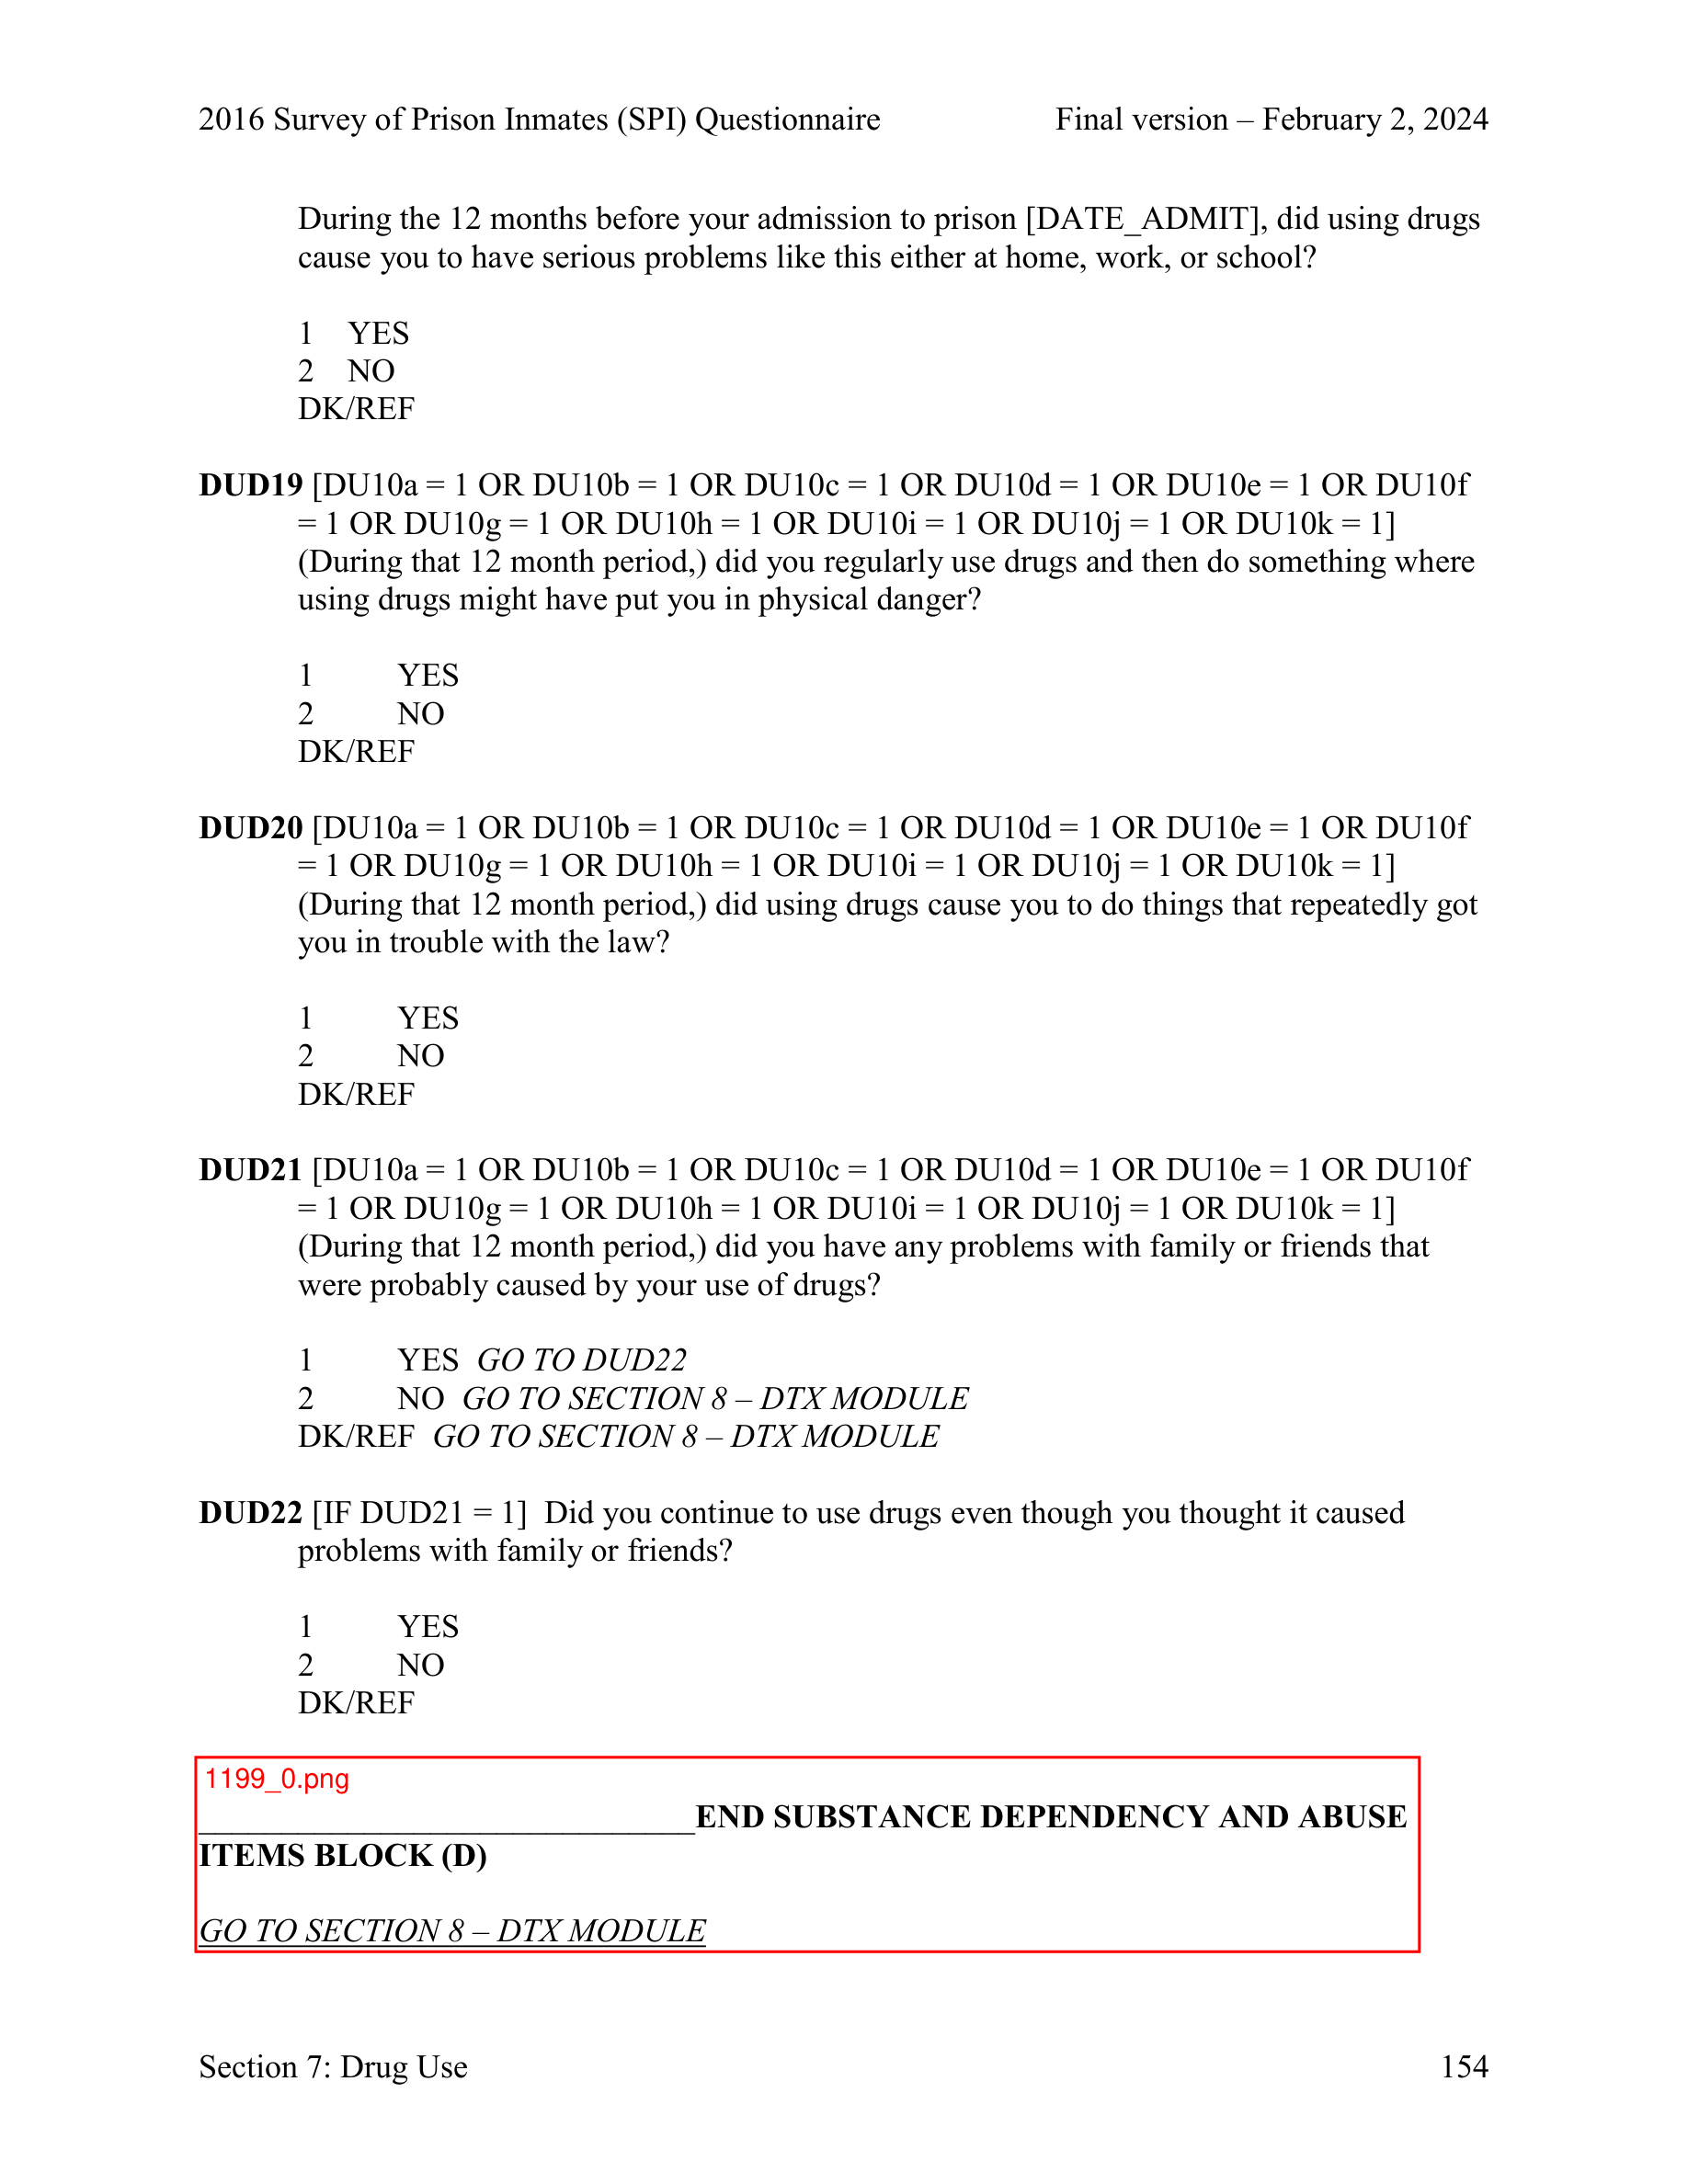 2016 Survey of Prison Inmates (SPI) Questionnaire Final version – February 2, 2024
During the 12 months before your admission to prison [DATE_ADMIT], did using drugs
cause you to have serious problems like this either at home, work, or school?
1 YES
2 NO
DK/REF
DUD19 [DU10a = 1 OR DU10b = 1 OR DU10c = 1 OR DU10d = 1 OR DU10e = 1 OR DU10f
= 1 OR DU10g = 1 OR DU10h = 1 OR DU10i = 1 OR DU10j = 1 OR DU10k = 1]
(During that 12 month period,) did you regularly use drugs and then do something where
using drugs might have put you in physical danger?
1 YES
2 NO
DK/REF
DUD20 [DU10a = 1 OR DU10b = 1 OR DU10c = 1 OR DU10d = 1 OR DU10e = 1 OR DU10f
= 1 OR DU10g = 1 OR DU10h = 1 OR DU10i = 1 OR DU10j = 1 OR DU10k = 1]
(During that 12 month period,) did using drugs cause you to do things that repeatedly got
you in trouble with the law?
1 YES
2 NO
DK/REF
DUD21 [DU10a = 1 OR DU10b = 1 OR DU10c = 1 OR DU10d = 1 OR DU10e = 1 OR DU10f
= 1 OR DU10g = 1 OR DU10h = 1 OR DU10i = 1 OR DU10j = 1 OR DU10k = 1]
(During that 12 month period,) did you have any problems with family or friends that
were probably caused by your use of drugs?
1 YES GO TO DUD22
2 NO GO TO SECTION 8 – DTX MODULE
DK/REF GO TO SECTION 8 – DTX MODULE
DUD22 [IF DUD21 = 1] Did you continue to use drugs even though you thought it caused
problems with family or friends?
1 YES
2 NO
DK/REF
1199_0.png
______________________________END SUBSTANCE DEPENDENCY AND ABUSE
ITEMS BLOCK (D)
GO TO SECTION 8 – DTX MODULE
Section 7: Drug Use 154